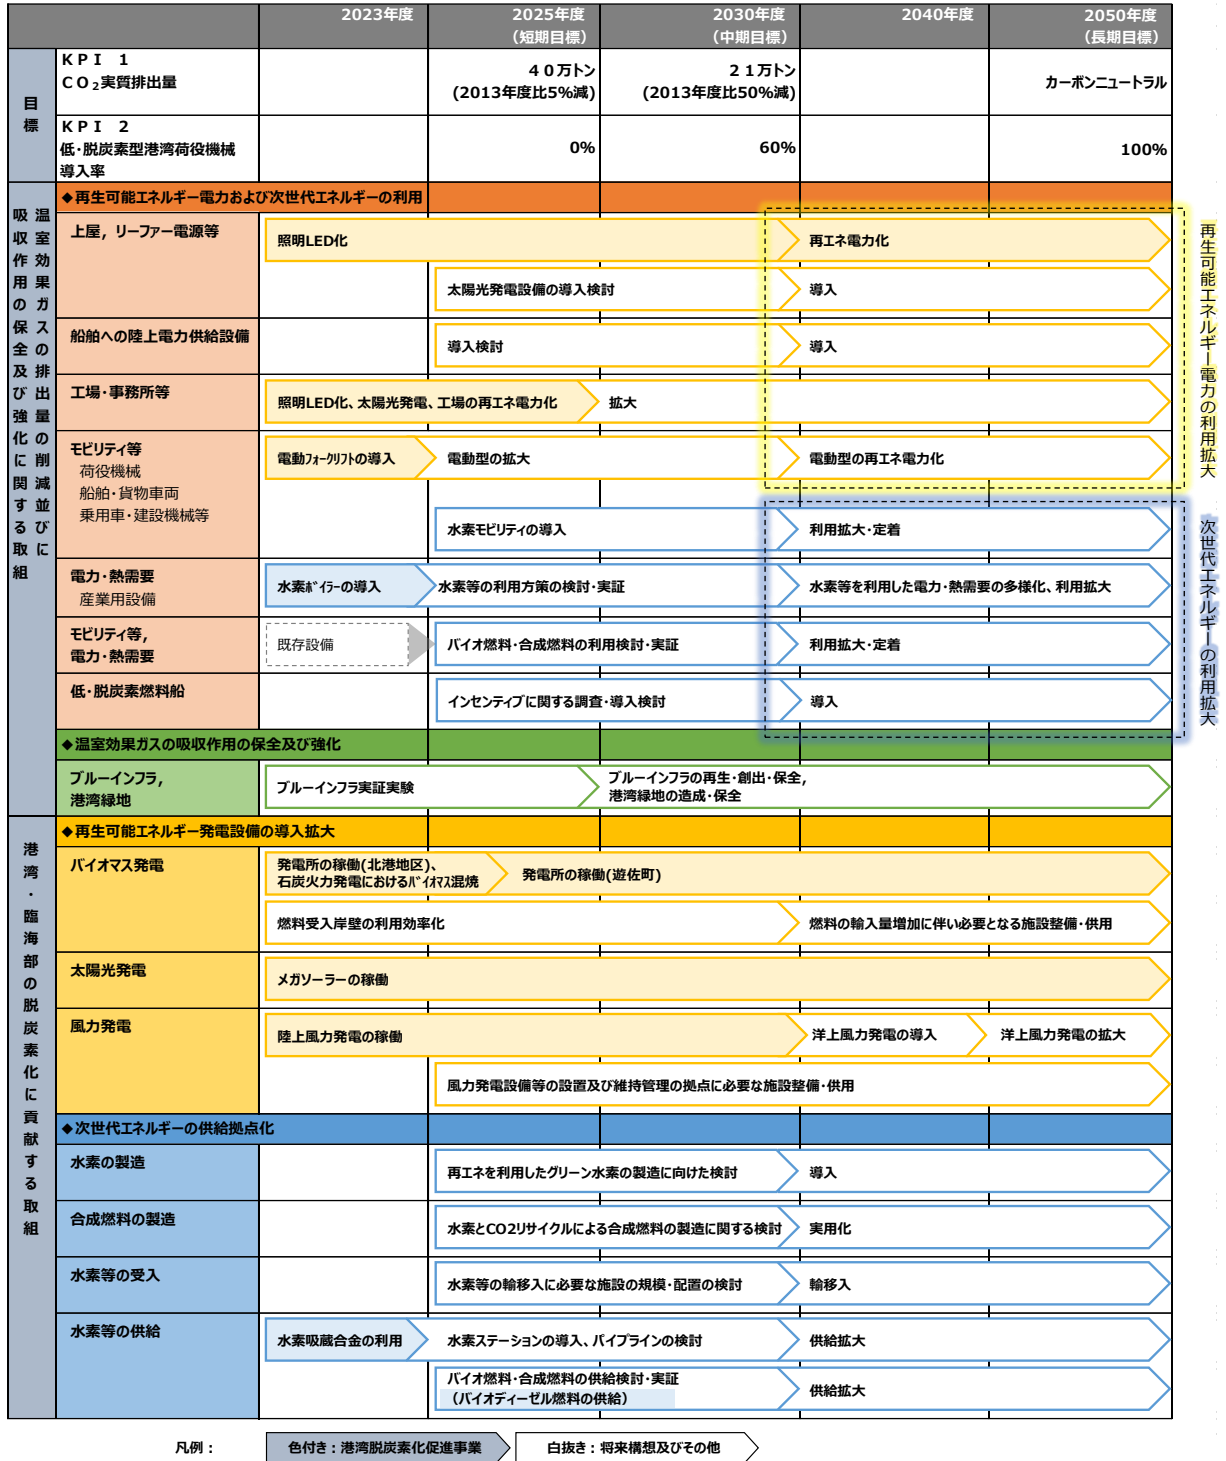 2023年度
2025年度
(短期目標)
2030年度
(中期目標)
2040年度
2050年度
(長期目標)
目標
KPI 1
CO₂実質排出量
40万トン
(2013年度比5%減)
21万トン
(2013年度比50%減)
カーボンニュートラル
KPI 2
低・脱炭素型港湾荷役機械
導入率
0%
60%
100%
温室効果ガスの排出量の削減並びに
吸収作用の保全及び強化に関する取組
◆再生可能エネルギー電力および次世代エネルギーの利用
上屋，リーファー電源等
照明LED化
再エネ電力化
太陽光発電設備の導入検討
導入
船舶への陸上電力供給設備
導入検討
導入
工場・事務所等
照明LED化、太陽光発電、工場の再エネ電力化
拡大
モビリティ等
荷役機械
船舶・貨物車両
乗用車・建設機械等
電動フォークリフトの導入
電動型の拡大
電動型の再エネ電力化
水素モビリティの導入
利用拡大・定着
電力・熱需要
産業用設備
水素ボイラーの導入
水素等の利用方策の検討・実証
水素等を利用した電力・熱需要の多様化、利用拡大
モビリティ等，
電力・熱需要
既存設備
バイオ燃料・合成燃料の利用検討・実証
利用拡大・定着
低・脱炭素燃料船
インセンティブに関する調査・導入検討
導入
再生可能エネルギー電力の利用拡大
次世代エネルギーの利用拡大
◆温室効果ガスの吸収作用の保全及び強化
ブルーインフラ，
港湾緑地
ブルーインフラ実証実験
ブルーインフラの再生・創出・保全，
港湾緑地の造成・保全
港湾・臨海部の脱炭素化に貢献する取組
◆再生可能エネルギー発電設備の導入拡大
バイオマス発電
発電所の稼働(北港地区)、
石炭火力発電におけるバイオマス混焼
発電所の稼働(遊佐町)
燃料受入岸壁の利用効率化
燃料の輸入量増加に伴い必要となる施設整備・供用
太陽光発電
メガソーラーの稼働
風力発電
陸上風力発電の稼働
洋上風力発電の導入
洋上風力発電の拡大
風力発電設備等の設置及び維持管理の拠点に必要な施設整備・供用
◆次世代エネルギーの供給拠点化
水素の製造
再エネを利用したグリーン水素の製造に向けた検討
導入
合成燃料の製造
水素とCO2リサイクルによる合成燃料の製造に関する検討
実用化
水素等の受入
水素等の輸移入に必要な施設の規模・配置の検討
輸移入
水素等の供給
水素吸蔵合金の利用
水素ステーションの導入、パイプラインの検討
供給拡大
バイオ燃料・合成燃料の供給検討・実証
（バイオディーゼル燃料の供給）
供給拡大
凡例：
色付き：港湾脱炭素化促進事業
白抜き：将来構想及びその他